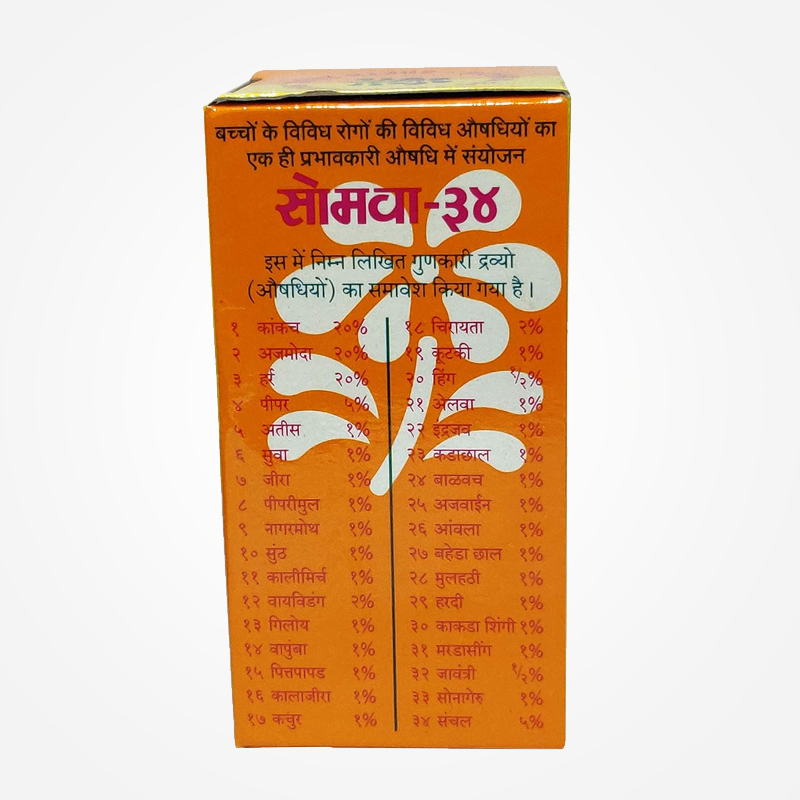 बच्चों के विविध रोगों की विविध औषधियों का
एक ही प्रभावकारी औषधि में संयोजन
सोमवा-३४
इस में निम्न लिखित गुणकारी द्रव्यो
(औषधियों) का समावेश किया गया है।
१ कांकच २०%
२ अजमोदा २०%
३ हर्र २०%
४ पीपर ५%
५ अतीस १%
६ सुवा १%
७ जीरा १%
८ पीपरीमुल १%
९ नागरमोथ १%
१० सुंठ १%
११ कालीमिर्च १%
१२ वायविडंग २%
१३ गिलोय १%
१४ वापुंबा १%
१५ पित्तपापड १%
१६ कालाजीरा १%
१७ कचुर १%
१८ चिरायता २%
१९ कूटकी १%
२० हिंग १/२%
२१ अेलवा १%
२२ इंद्रजव १%
२३ कडाछाल १%
२४ बाळवच १%
२५ अजवाईन १%
२६ आंवला १%
२७ बहेडा छाल १%
२८ मुलहठी १%
२९ हरदी १%
३० काकडा शिंगी १%
३१ मरडासींग १%
३२ जावंत्री १/२%
३३ सोनागेरु १%
३४ संचल ५%